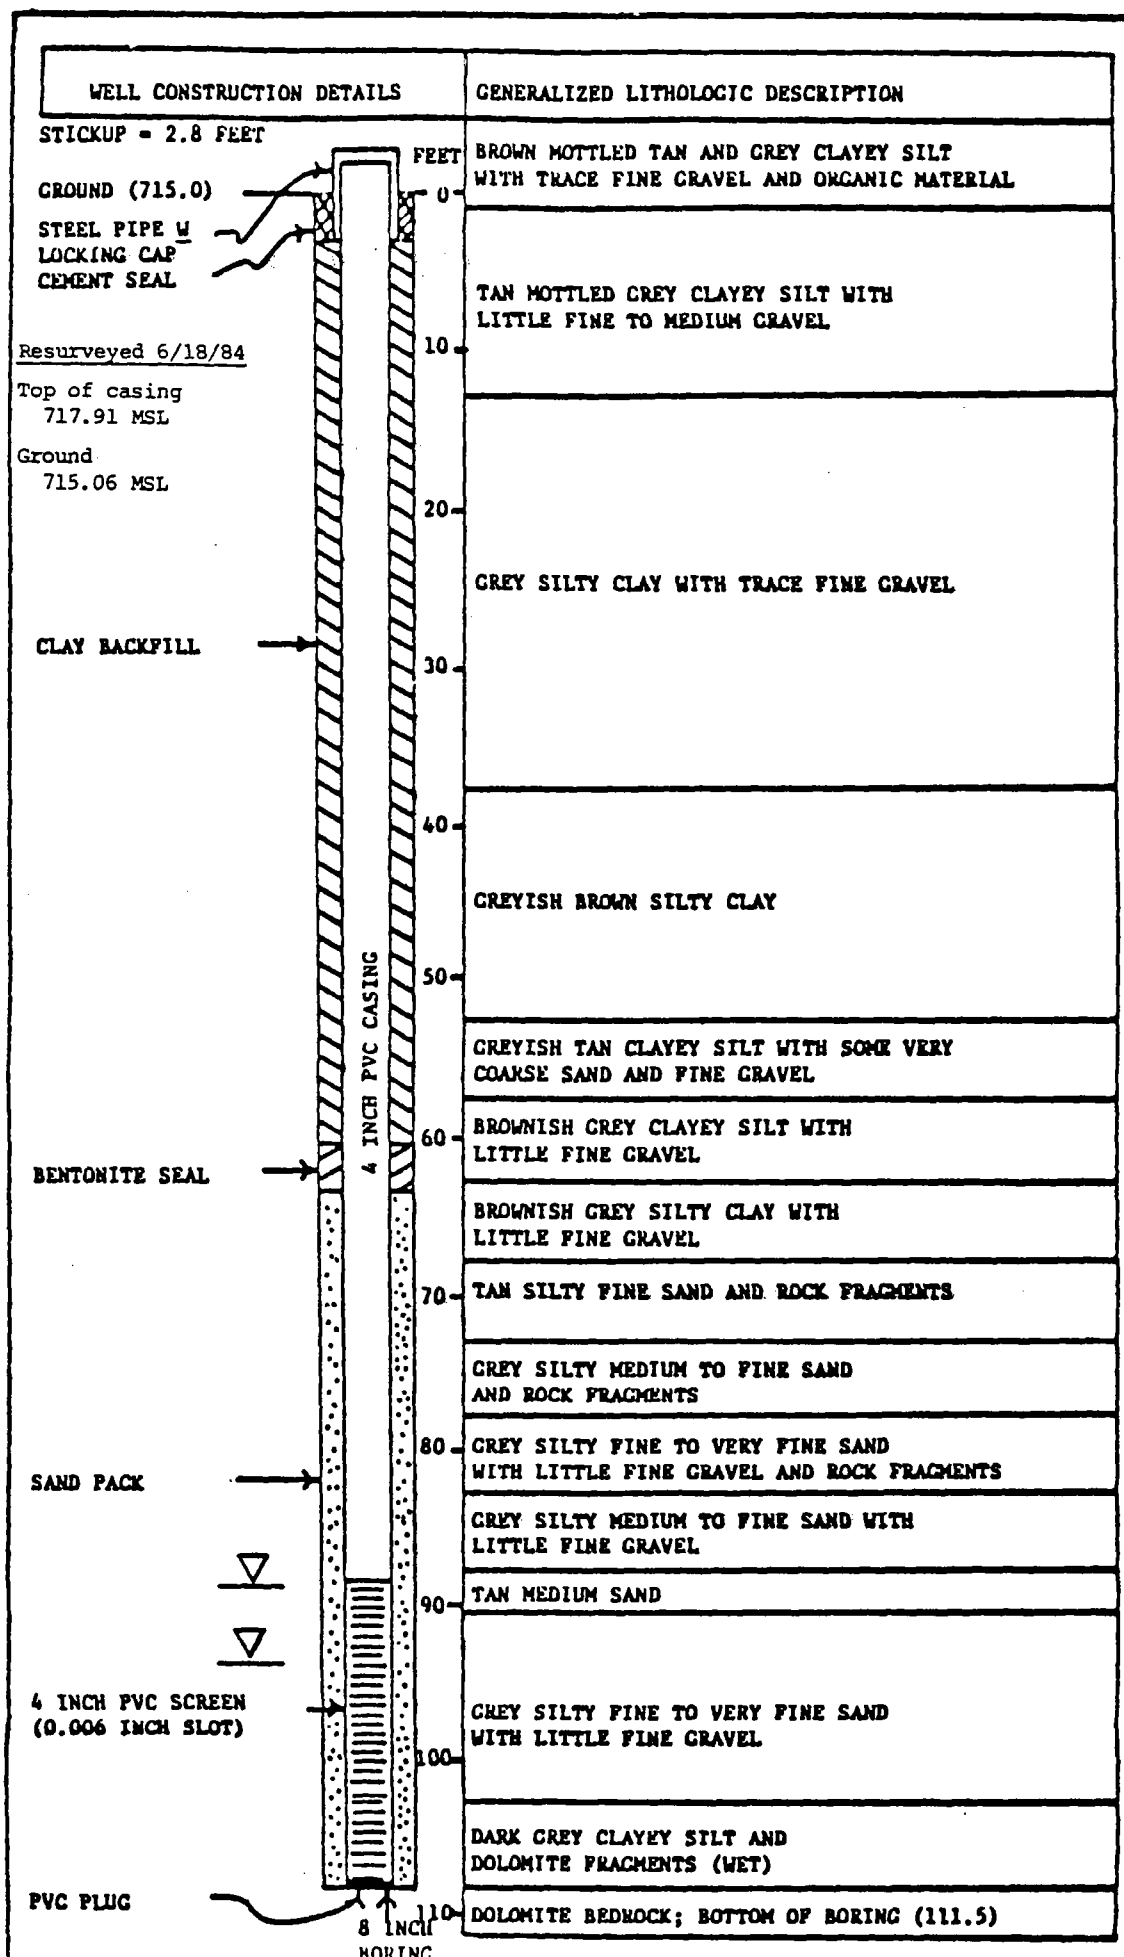 WELL CONSTRUCTION DETAILS
GENERALIZED LITHOLOGIC DESCRIPTION
STICKUP = 2.8 FEET
FEET
BROWN MOTTLED TAN AND GREY CLAYEY SILT
WITH TRACE FINE GRAVEL AND ORGANIC MATERIAL
GROUND (715.0)
0
STEEL PIPE W
LOCKING CAP
CEMENT SEAL
TAN MOTTLED GREY CLAYEY SILT WITH
LITTLE FINE TO MEDIUM GRAVEL
Resurveyed 6/18/84
10
Top of casing
717.91 MSL
Ground
715.06 MSL
20
GREY SILTY CLAY WITH TRACE FINE GRAVEL
CLAY BACKFILL
30
40
GREYISH BROWN SILTY CLAY
50
4 INCH PVC CASING
GREYISH TAN CLAYEY SILT WITH SOME VERY
COARSE SAND AND FINE GRAVEL
60
BROWNISH GREY CLAYEY SILT WITH
LITTLE FINE GRAVEL
BENTONITE SEAL
BROWNISH GREY SILTY CLAY WITH
LITTLE FINE GRAVEL
70
TAN SILTY FINE SAND AND ROCK FRAGMENTS
GREY SILTY MEDIUM TO FINE SAND
AND ROCK FRAGMENTS
80
GREY SILTY FINE TO VERY FINE SAND
WITH LITTLE FINE GRAVEL AND ROCK FRAGMENTS
SAND PACK
GREY SILTY MEDIUM TO FINE SAND WITH
LITTLE FINE GRAVEL
90
TAN MEDIUM SAND
4 INCH PVC SCREEN
(0.006 INCH SLOT)
GREY SILTY FINE TO VERY FINE SAND
WITH LITTLE FINE GRAVEL
100
DARK GREY CLAYEY SILT AND
DOLOMITE FRAGMENTS (WET)
PVC PLUG
110
DOLOMITE BEDROCK; BOTTOM OF BORING (111.5)
8 INCH
BORING